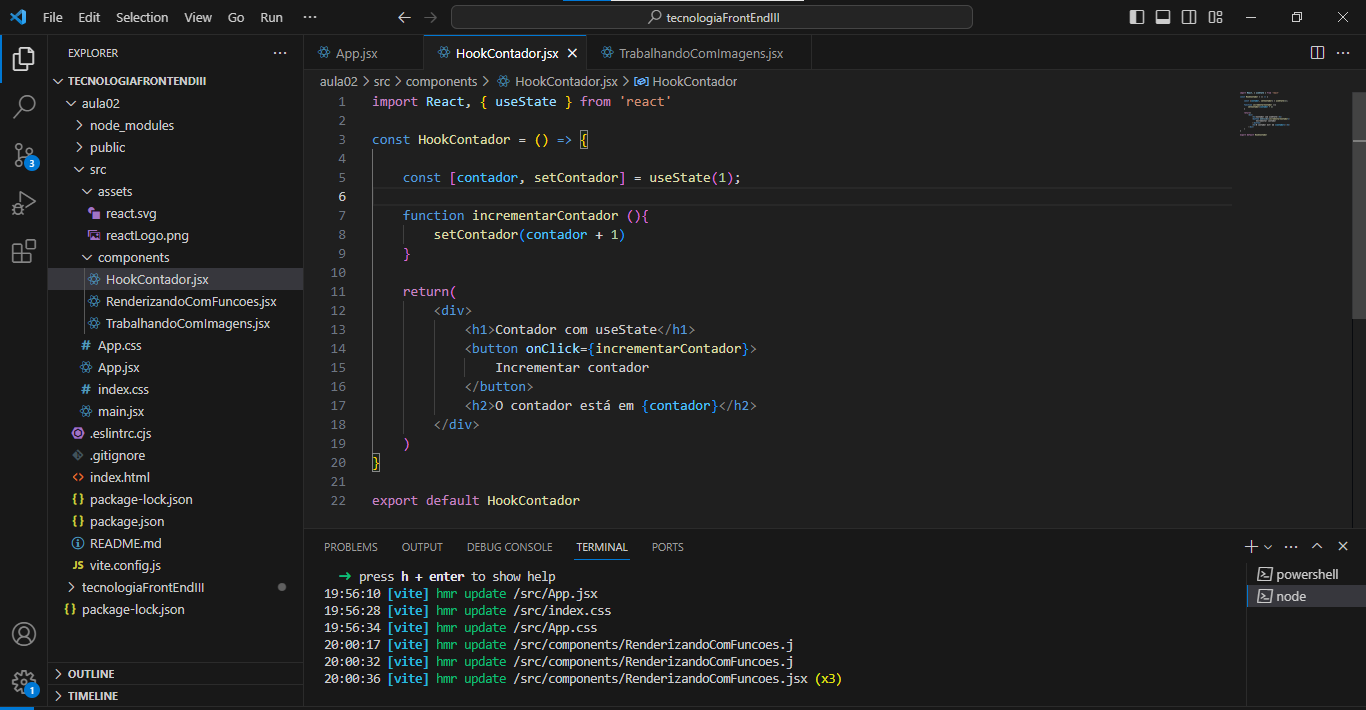 File Edit Selection View Go Run ··· tecnologiaFrontEndIII
EXPLORER
TECNOLOGIAFRONTENDIII
aula02
node_modules
public
src
assets
react.svg
reactLogo.png
components
HookContador.jsx
RenderizandoComFuncoes.jsx
TrabalhandoComImagens.jsx
# App.css
App.jsx
# index.css
main.jsx
.eslintrc.cjs
.gitignore
<> index.html
{} package-lock.json
{} package.json
README.md
JS vite.config.js
tecnologiaFrontEndIII
{} package-lock.json
OUTLINE
TIMELINE
3
1
App.jsx HookContador.jsx TrabalhandoComImagens.jsx
aula02 > src > components > HookContador.jsx > HookContador
1 import React, { useState } from 'react'
2
3 const HookContador = () => {
4
5 const [contador, setContador] = useState(1);
6
7 function incrementarContador (){
8 setContador(contador + 1)
9 }
10
11 return(
12 <div>
13 <h1>Contador com useState</h1>
14 <button onClick={incrementarContador}>
15 Incrementar contador
16 </button>
17 <h2>O contador está em {contador}</h2>
18 </div>
19 )
20 }
21
22 export default HookContador
PROBLEMS OUTPUT DEBUG CONSOLE TERMINAL PORTS
➜ press h + enter to show help
19:56:10 [vite] hmr update /src/App.jsx
19:56:28 [vite] hmr update /src/index.css
19:56:34 [vite] hmr update /src/App.css
20:00:17 [vite] hmr update /src/components/RenderizandoComFuncoes.j
20:00:32 [vite] hmr update /src/components/RenderizandoComFuncoes.j
20:00:36 [vite] hmr update /src/components/RenderizandoComFuncoes.jsx (x3)
powershell
node